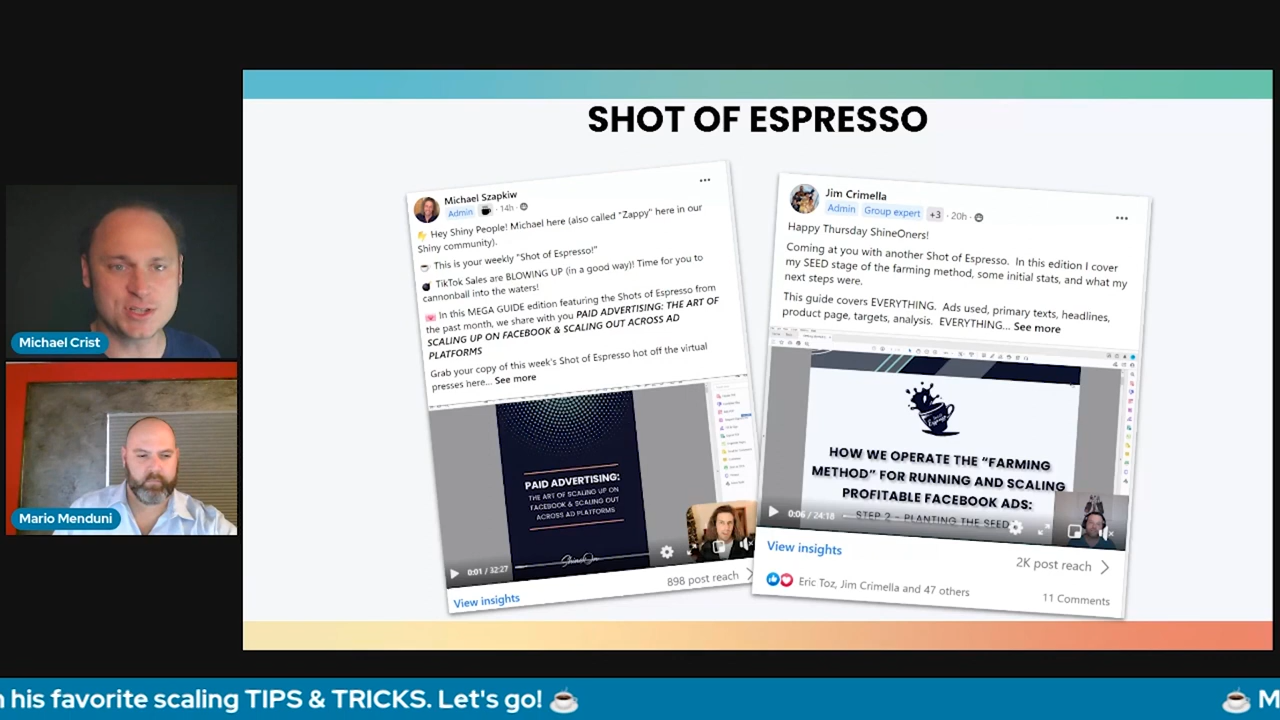 SHOT OF ESPRESSO
Michael Szapkiw
Admin · 14h ·
Hey Shiny People! Michael here (also called "Zappy" here in our
Shiny community).
This is your weekly "Shot of Espresso!"
TikTok Sales are BLOWING UP (in a good way)! Time for you to
cannonball into the waters!
In this MEGA GUIDE edition featuring the Shots of Espresso from
the past month, we share with you PAID ADVERTISING: THE ART OF
SCALING UP ON FACEBOOK & SCALING OUT ACROSS AD
PLATFORMS
Grab your copy of this week's Shot of Espresso hot off the virtual
presses here... See more
PAID ADVERTISING:
THE ART OF SCALING UP ON
FACEBOOK & SCALING OUT
ACROSS AD PLATFORMS
ShineOn
0:01 / 32:27
898 post reach
View insights
Jim Crimella
Admin Group expert +3 · 20h ·
Happy Thursday ShineOners!
Coming at you with another Shot of Espresso. In this edition I cover
my SEED stage of the farming method, some initial stats, and what my
next steps were.
This guide covers EVERYTHING. Ads used, primary texts, headlines,
product page, targets, analysis. EVERYTHING... See more
HOW WE OPERATE THE "FARMING
METHOD" FOR RUNNING AND SCALING
PROFITABLE FACEBOOK ADS:
STEP 2 - PLANTING THE SEED
0:06 / 24:18
View insights
2K post reach
Eric Toz, Jim Crimella and 47 others
11 Comments
Michael Crist
Mario Menduni
his favorite scaling TIPS & TRICKS. Let's go! ☕ ☕ M